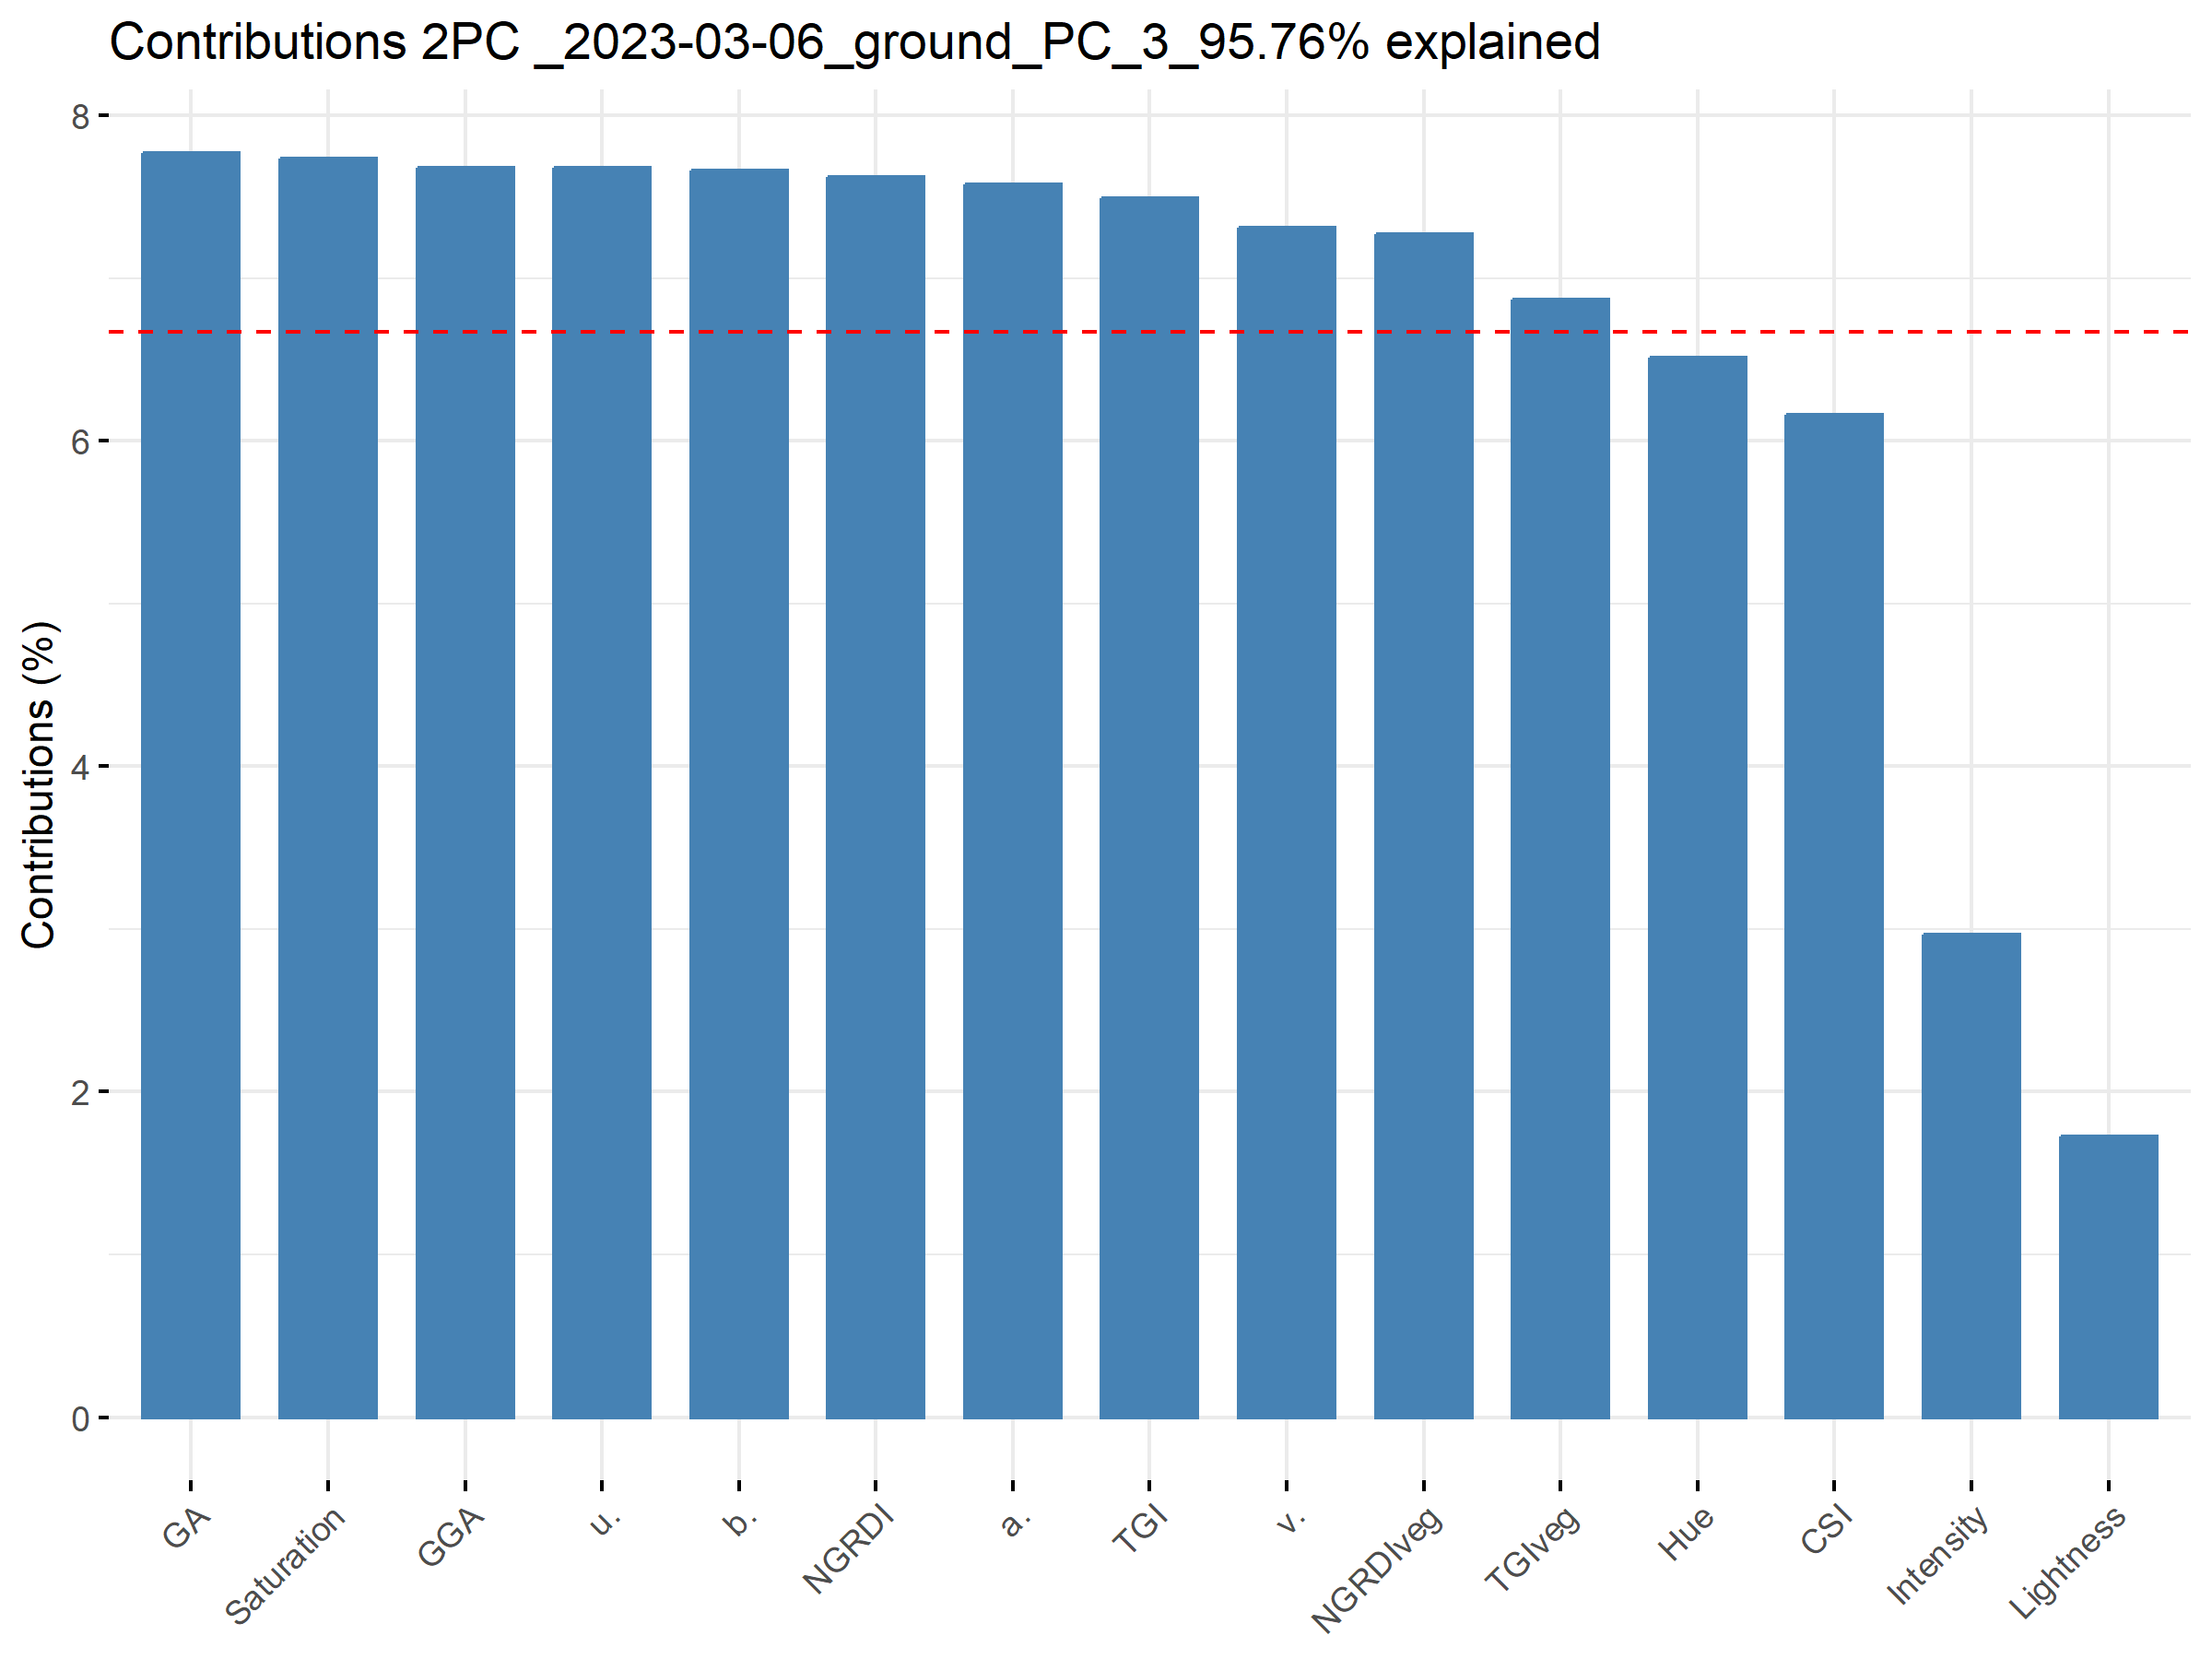 Contributions 2PC _2023-03-06_ground_PC_3_95.76% explained
Contributions (%)
8
6
4
2
0
GA
Saturation
GGA
u.
b.
NGRDI
a.
TGI
v.
NGRDIveg
TGIveg
Hue
CSI
Intensity
Lightness